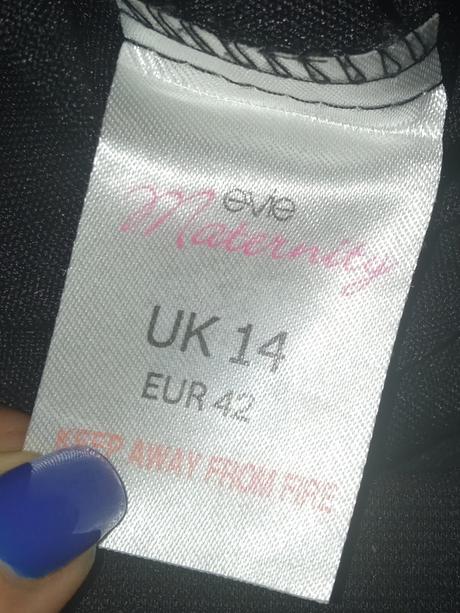 evie
Maternity
UK 14
EUR 42
KEEP AWAY FROM FIRE